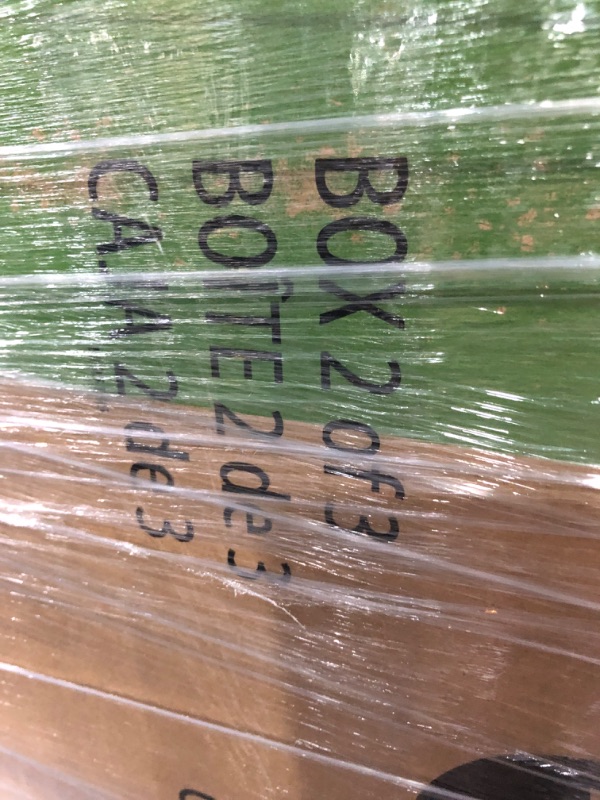 BOX 2 of 3
BOÎTE 2 de 3
CAJA 2 de 3